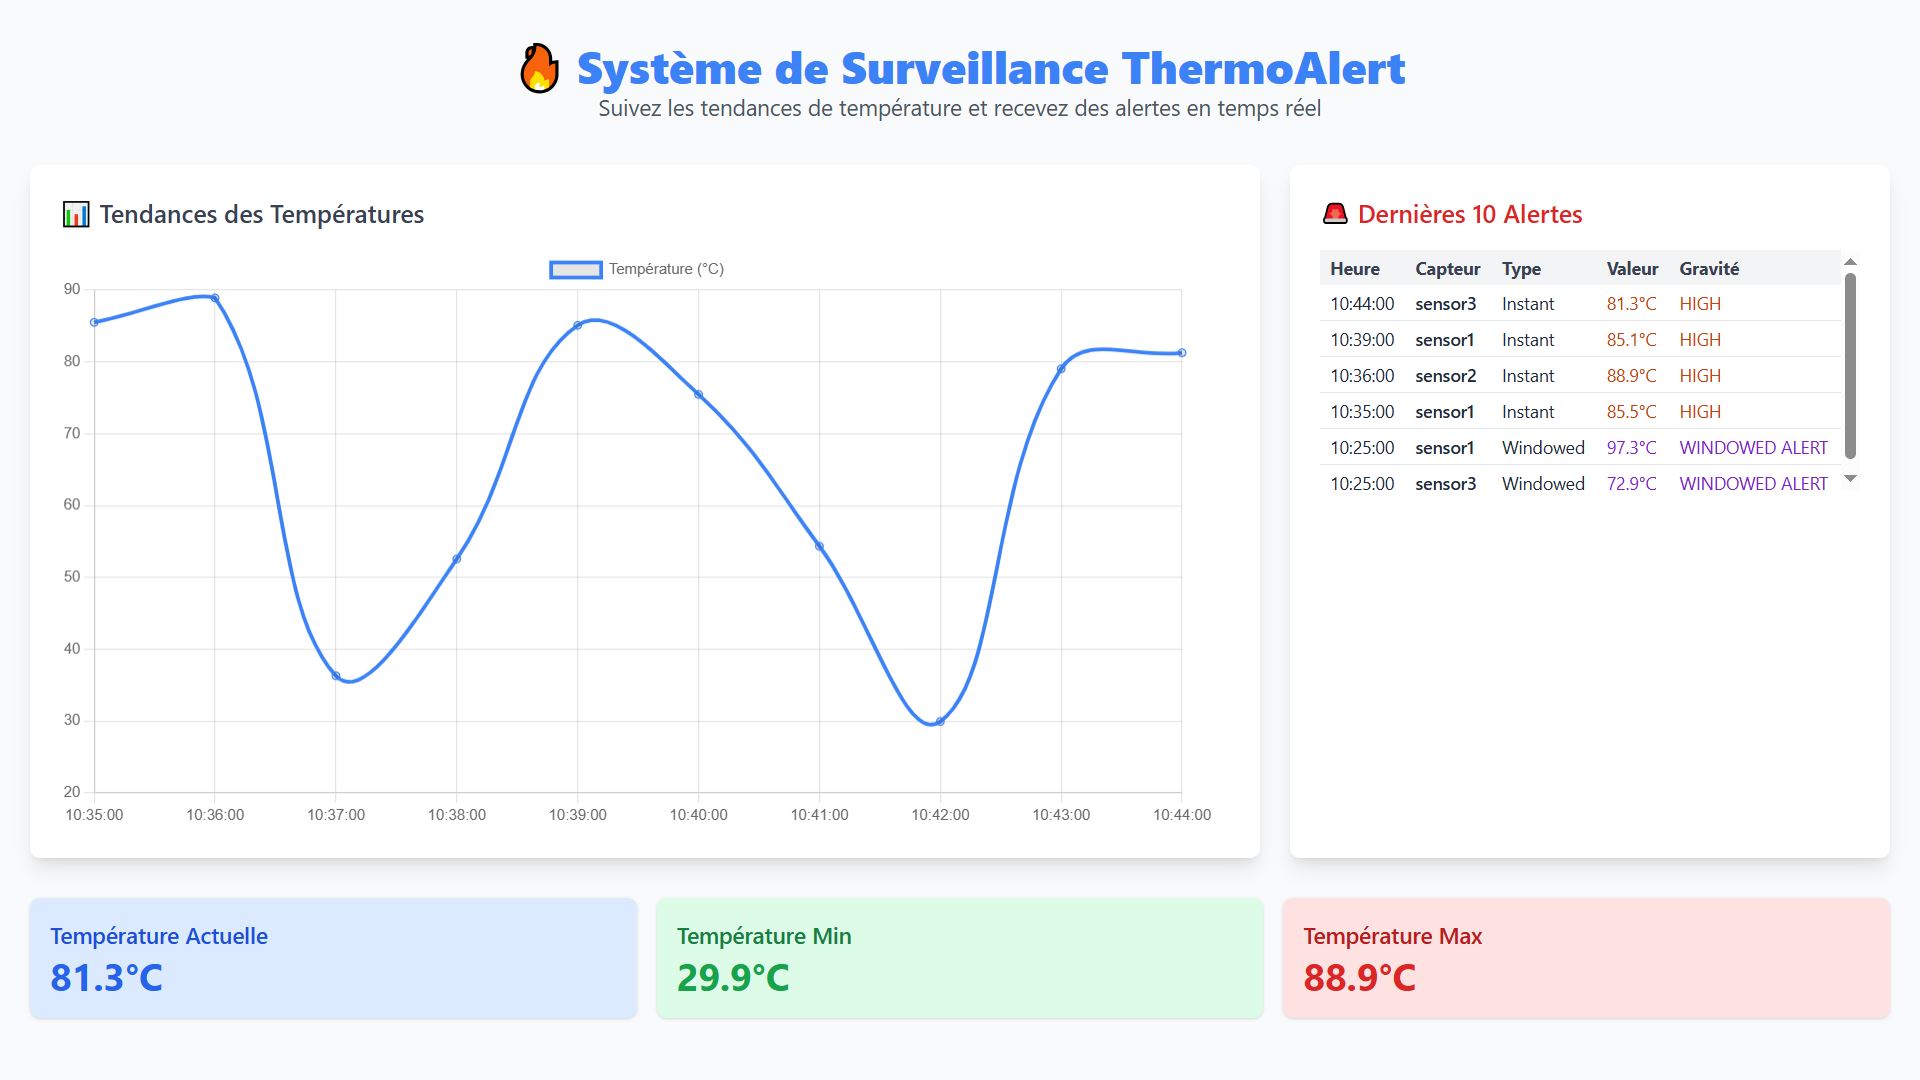 Système de Surveillance ThermoAlert
Suivez les tendances de température et recevez des alertes en temps réel
Tendances des Températures
Température (°C)
90
80
70
60
50
40
30
20
10:35:00 10:36:00 10:37:00 10:38:00 10:39:00 10:40:00 10:41:00 10:42:00 10:43:00 10:44:00
Dernières 10 Alertes
Heure Capteur Type Valeur Gravité
10:44:00 sensor3 Instant 81.3°C HIGH
10:39:00 sensor1 Instant 85.1°C HIGH
10:36:00 sensor2 Instant 88.9°C HIGH
10:35:00 sensor1 Instant 85.5°C HIGH
10:25:00 sensor1 Windowed 97.3°C WINDOWED ALERT
10:25:00 sensor3 Windowed 72.9°C WINDOWED ALERT
Température Actuelle
81.3°C
Température Min
29.9°C
Température Max
88.9°C